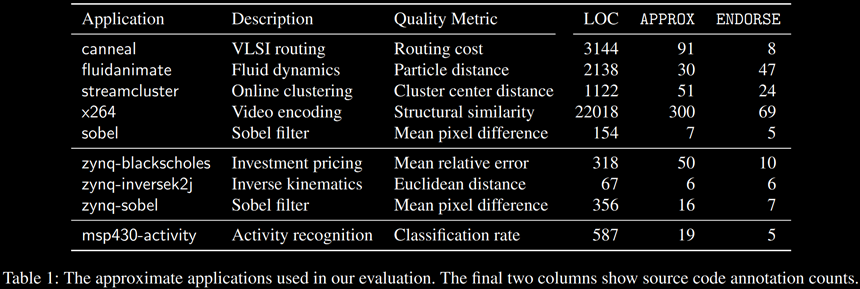 Application Description Quality Metric LOC APPROX ENDORSE
canneal VLSI routing Routing cost 3144 91 8
fluidanimate Fluid dynamics Particle distance 2138 30 47
streamcluster Online clustering Cluster center distance 1122 51 24
x264 Video encoding Structural similarity 22018 300 69
sobel Sobel filter Mean pixel difference 154 7 5
zynq-blackscholes Investment pricing Mean relative error 318 50 10
zynq-inversek2j Inverse kinematics Euclidean distance 67 6 6
zynq-sobel Sobel filter Mean pixel difference 356 16 7
msp430-activity Activity recognition Classification rate 587 19 5
Table 1: The approximate applications used in our evaluation. The final two columns show source code annotation counts.